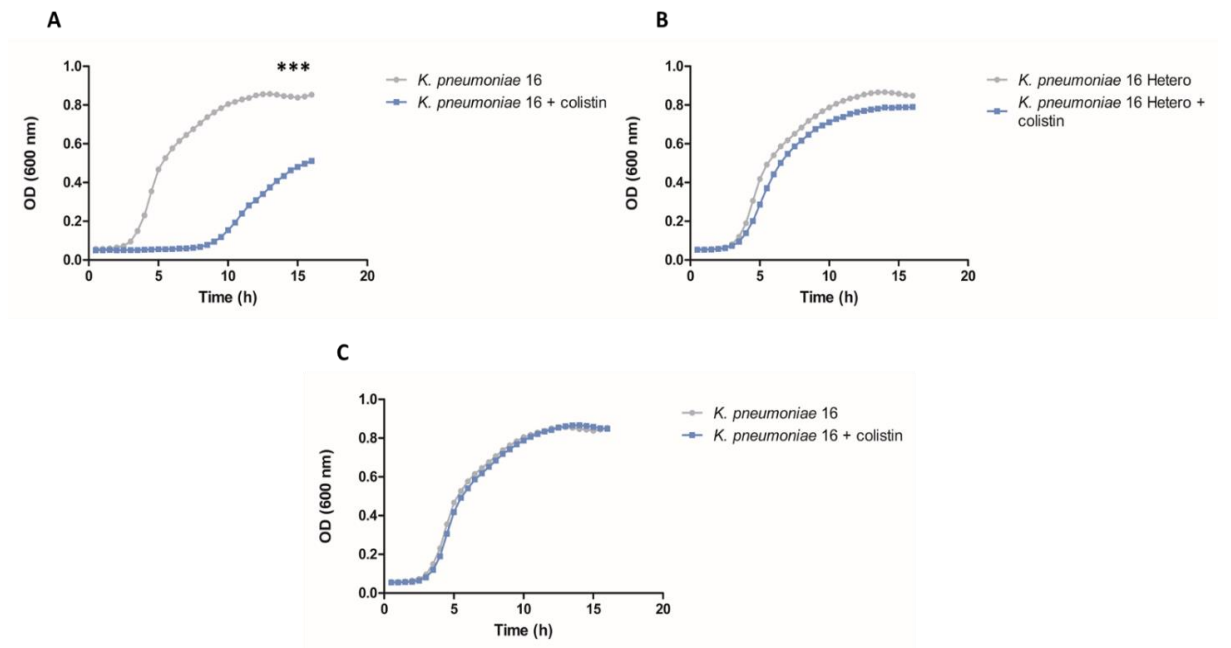 A
1.0
0.8
0.6
0.4
0.2
0.0
OD (600 nm)
0 5 10 15 20
Time (h)
***
K. pneumoniae 16
K. pneumoniae 16 + colistin
B
1.0
0.8
0.6
0.4
0.2
0.0
OD (600 nm)
0 5 10 15 20
Time (h)
K. pneumoniae 16 Hetero
K. pneumoniae 16 Hetero +
colistin
C
1.0
0.8
0.6
0.4
0.2
0.0
OD (600 nm)
0 5 10 15 20
Time (h)
K. pneumoniae 16
K. pneumoniae 16 + colistin